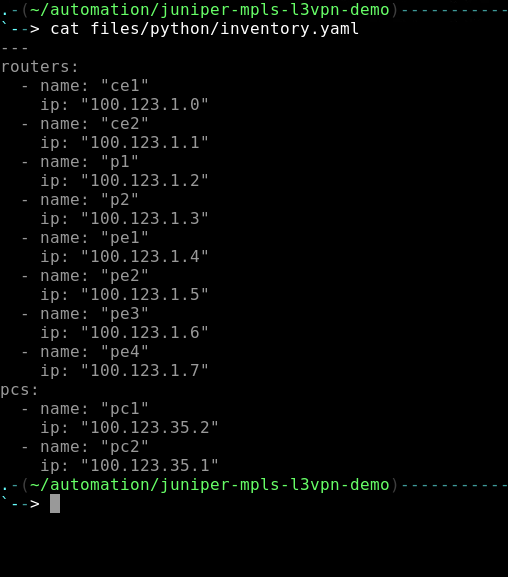 .-(~/automation/juniper-mpls-l3vpn-demo)-----------
`--> cat files/python/inventory.yaml
---
routers:
  - name: "ce1"
    ip: "100.123.1.0"
  - name: "ce2"
    ip: "100.123.1.1"
  - name: "p1"
    ip: "100.123.1.2"
  - name: "p2"
    ip: "100.123.1.3"
  - name: "pe1"
    ip: "100.123.1.4"
  - name: "pe2"
    ip: "100.123.1.5"
  - name: "pe3"
    ip: "100.123.1.6"
  - name: "pe4"
    ip: "100.123.1.7"
pcs:
  - name: "pc1"
    ip: "100.123.35.2"
  - name: "pc2"
    ip: "100.123.35.1"
.-(~/automation/juniper-mpls-l3vpn-demo)-----------
`-->